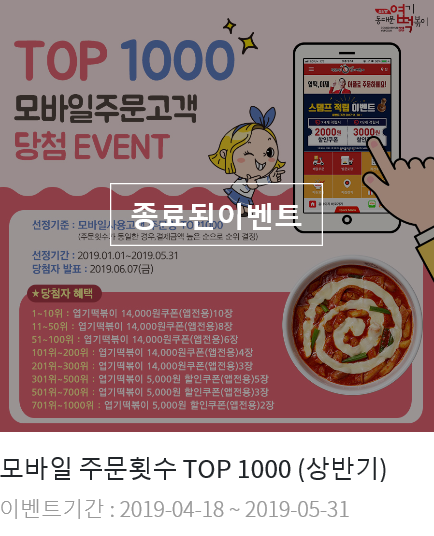 동대문 엽기떡볶이
TOP 1000
모바일주문고객
당첨 EVENT
엽떡, 이제 어플로 주문하세요!
스탬프 적립 이벤트
2000원 3000원
할인쿠폰 할인쿠폰
종료된이벤트
선정기준 : 모바일
(주문횟수가 동일한 경우,결제금액 높은 순으로 순위 결정)
선정기간 : 2019.01.01~2019.05.31
당첨자 발표 : 2019.06.07(금)
★당첨자 혜택
1~10위 : 엽기떡볶이 14,000원쿠폰(앱전용)10장
11~50위 : 엽기떡볶이 14,000원쿠폰(앱전용)8장
51~100위 : 엽기떡볶이 14,000원쿠폰(앱전용)6장
101위~200위 : 엽기떡볶이 14,000원쿠폰(앱전용)4장
201위~300위 : 엽기떡볶이 14,000원쿠폰(앱전용)3장
301위~500위 : 엽기떡볶이 5,000원 할인쿠폰(앱전용)5장
501위~700위 : 엽기떡볶이 5,000원 할인쿠폰(앱전용)3장
701위~1000위 : 엽기떡볶이 5,000원 할인쿠폰(앱전용)2장
모바일 주문횟수 TOP 1000 (상반기)
이벤트기간 : 2019-04-18 ~ 2019-05-31